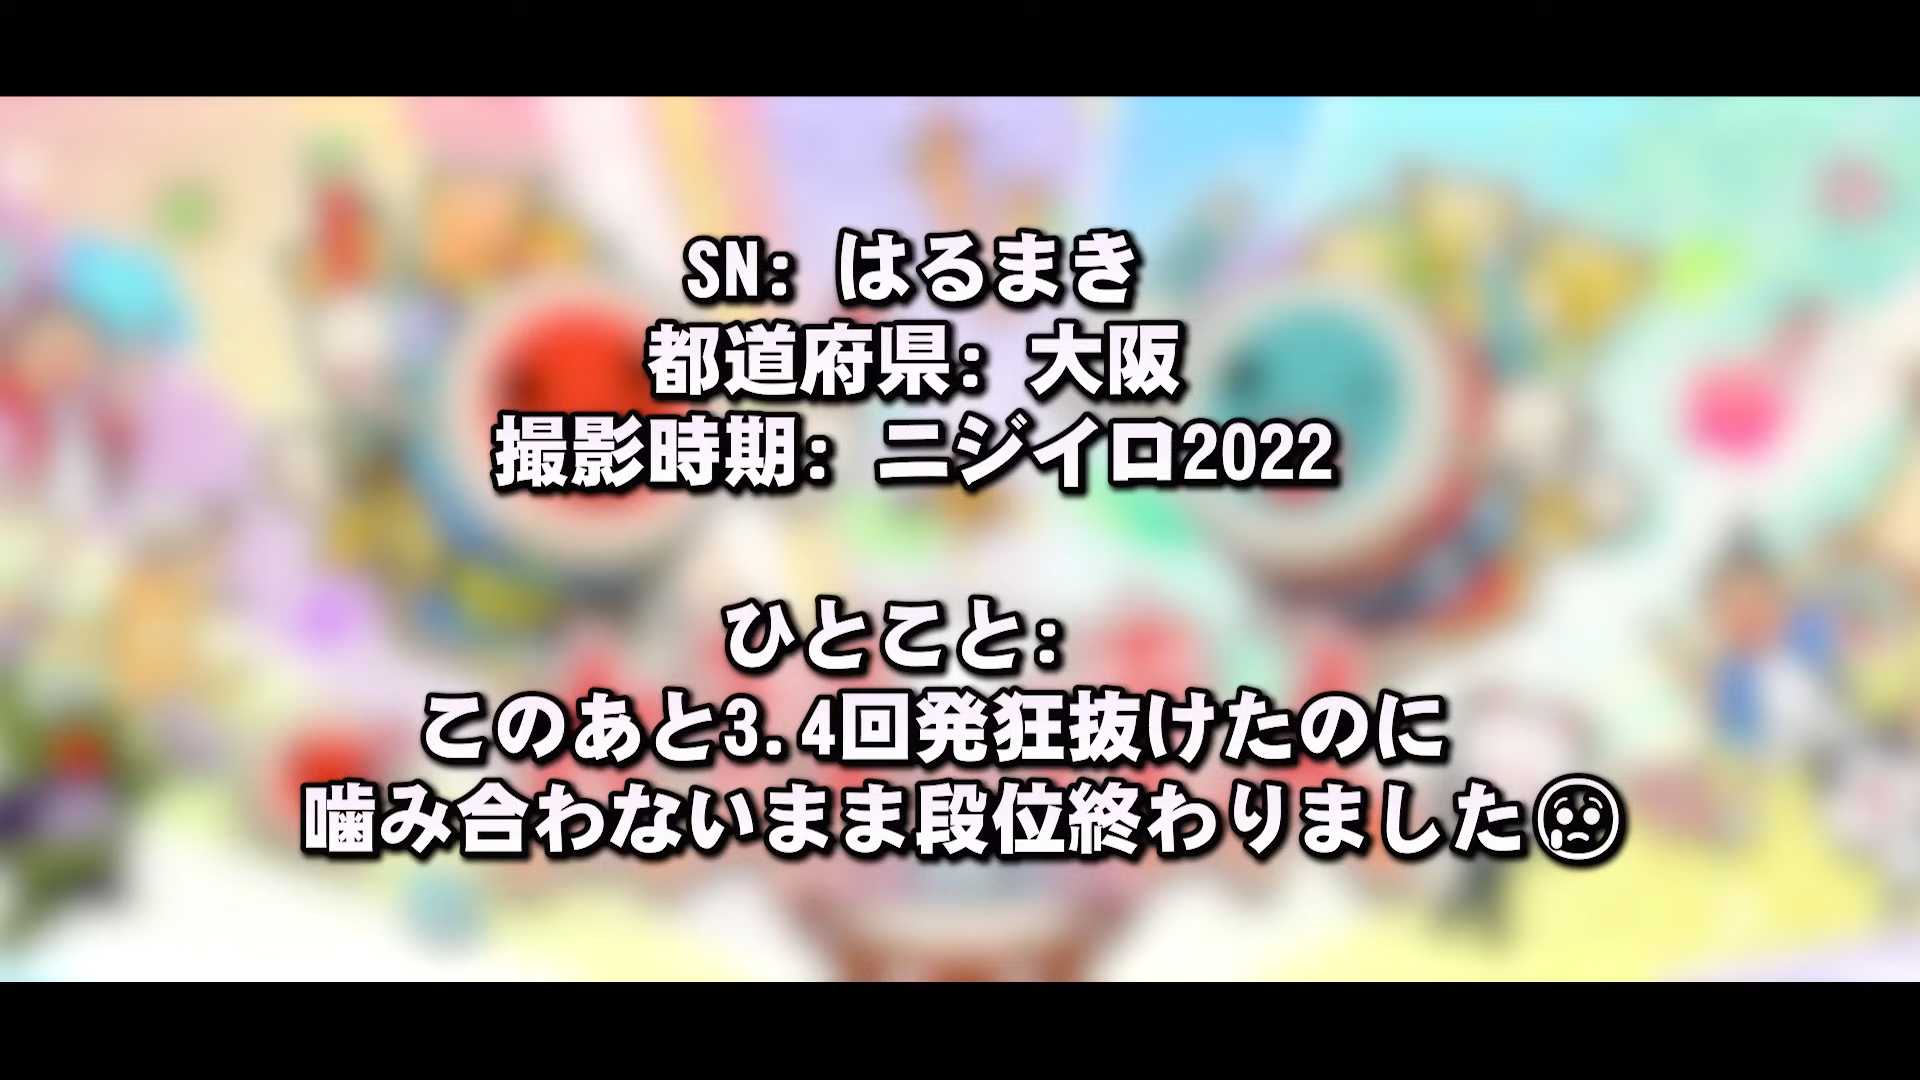 SN: はるまき
都道府県: 大阪
撮影時期: ニジイロ2022
ひとこと:
このあと3.4回発狂抜けたのに
噛み合わないまま段位終わりました😢